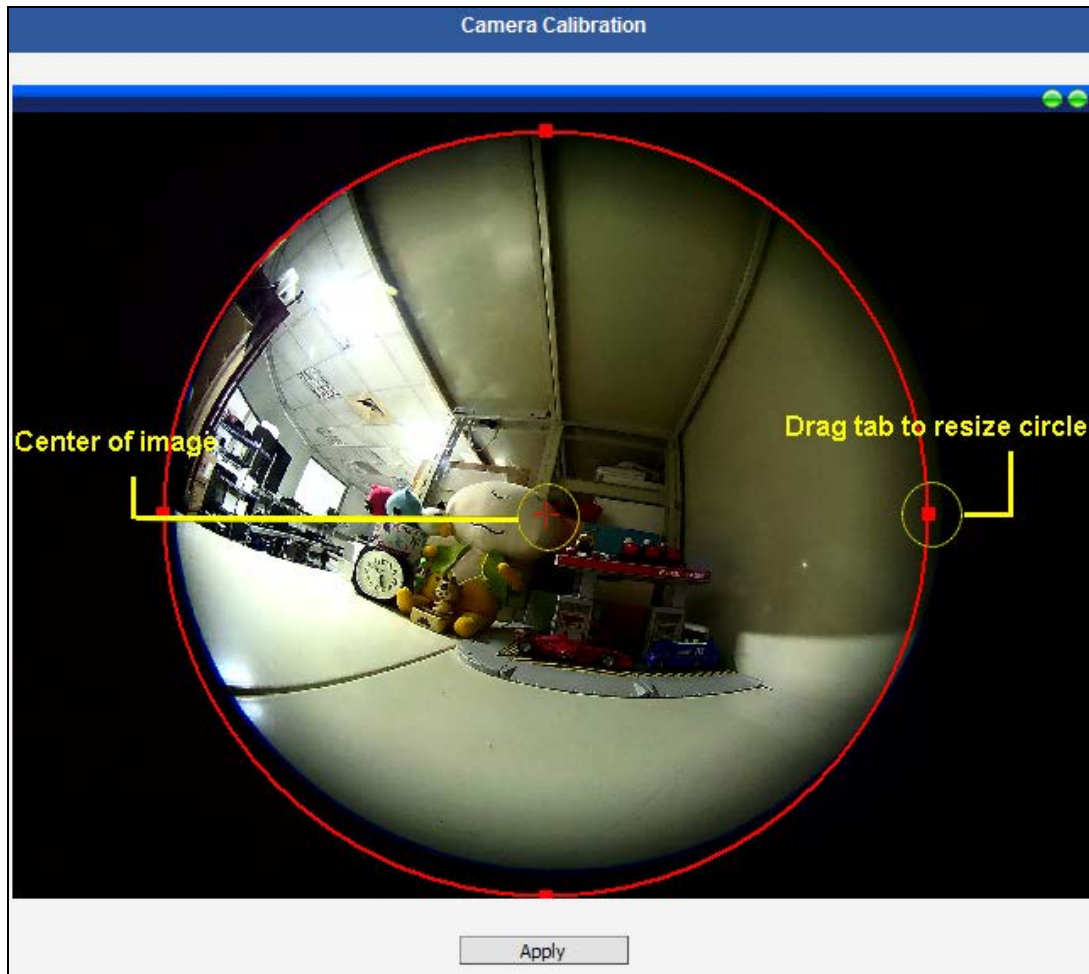 Camera Calibration
Drag tab to resize circle
Center of image
Apply